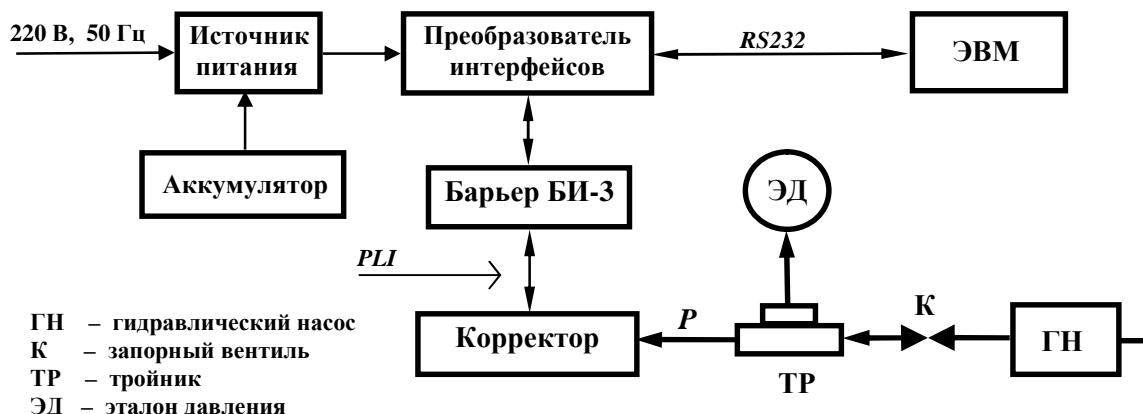 220 В, 50 Гц
Источник
питания
Преобразователь
интерфейсов
RS232
ЭВМ
Аккумулятор
Барьер БИ-3
ЭД
PLI
Корректор
P
ТР
К
ГН
ГН – гидравлический насос
К – запорный вентиль
ТР – тройник
ЭД – эталон давления